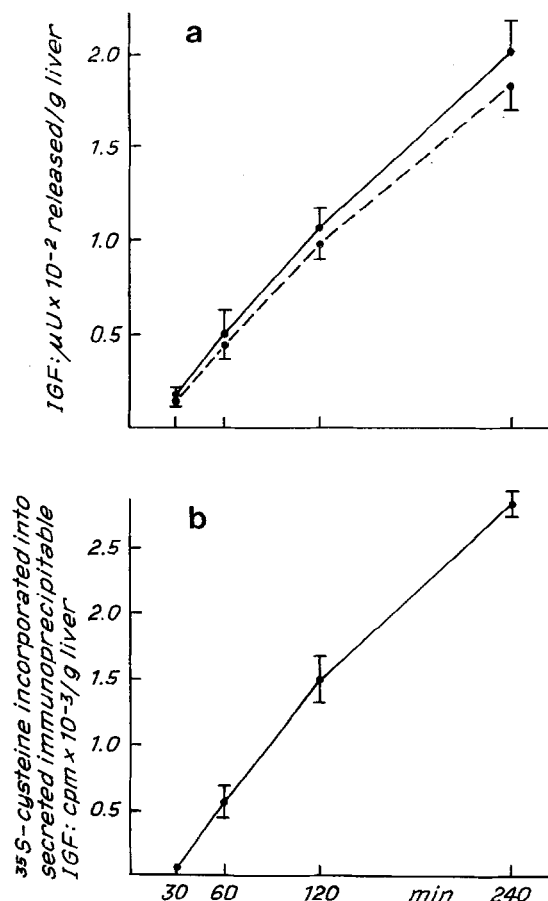 a
IGF: μU x 10⁻² released/g liver
2.0
1.5
1.0
0.5
b
³⁵S-cysteine incorporated into
secreted immunoprecipitable
IGF: cpm x 10⁻³/g liver
2.5
2.0
1.5
1.0
0.5
30 60 120 min 240